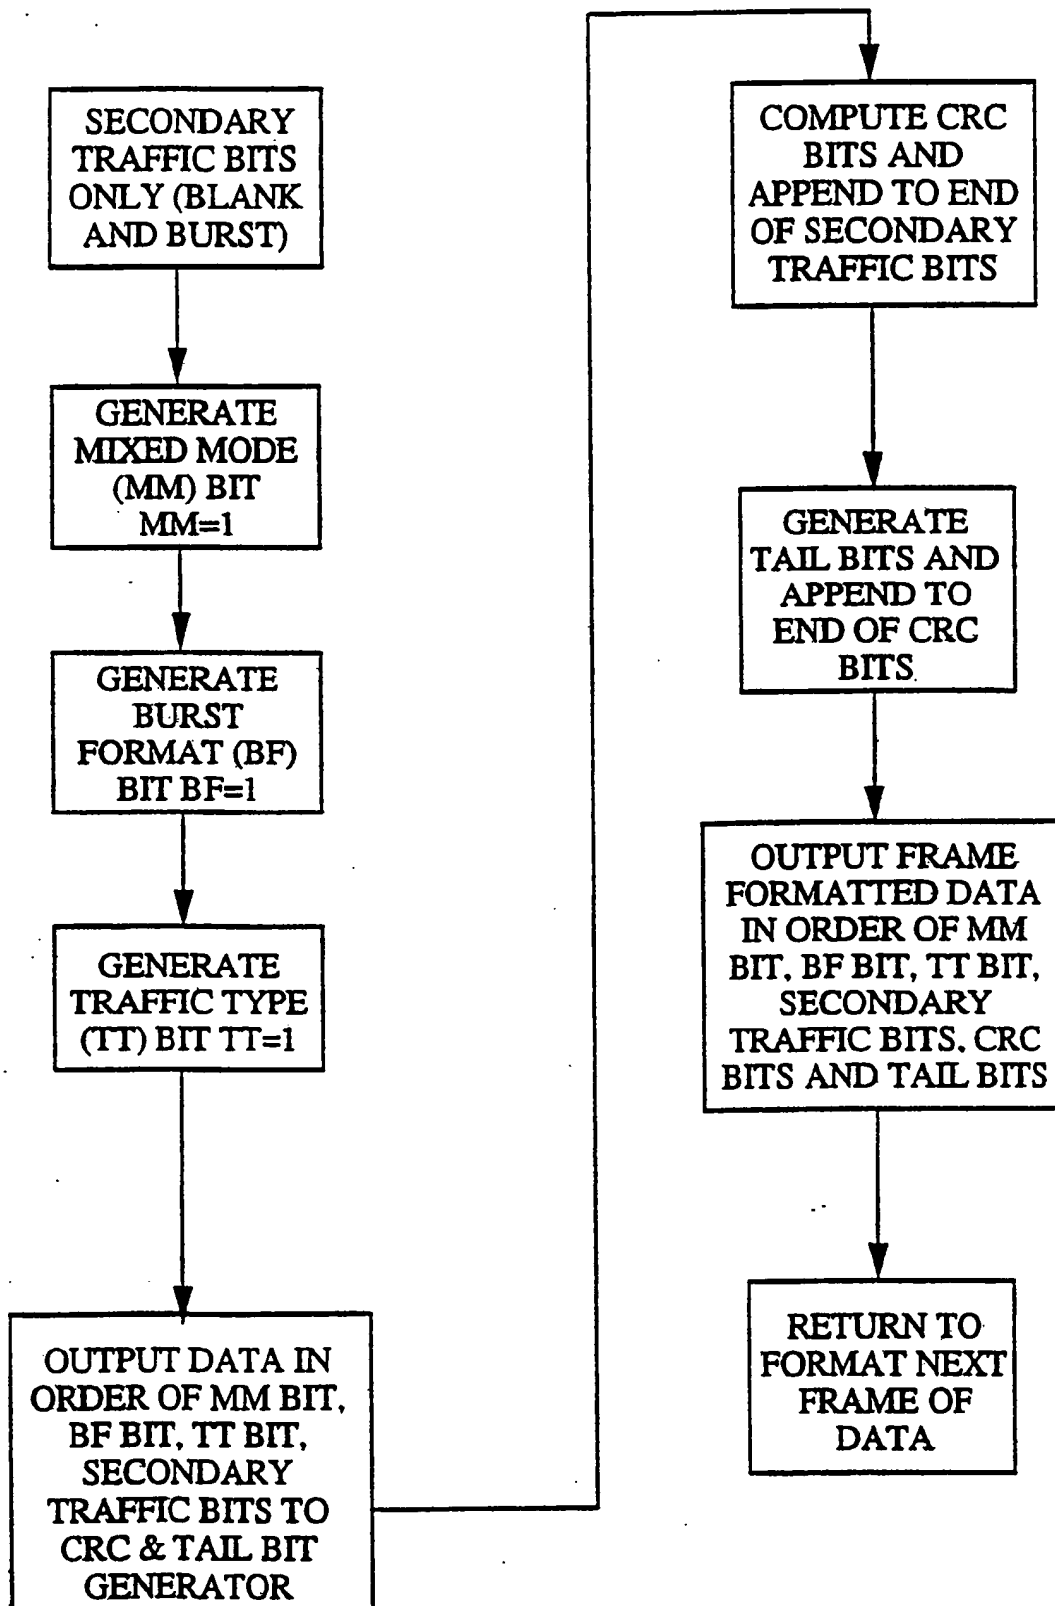 SECONDARY
TRAFFIC BITS
ONLY (BLANK
AND BURST)
GENERATE
MIXED MODE
(MM) BIT
MM=1
GENERATE
BURST
FORMAT (BF)
BIT BF=1
GENERATE
TRAFFIC TYPE
(TT) BIT TT=1
OUTPUT DATA IN
ORDER OF MM BIT,
BF BIT, TT BIT,
SECONDARY
TRAFFIC BITS TO
CRC & TAIL BIT
GENERATOR
COMPUTE CRC
BITS AND
APPEND TO END
OF SECONDARY
TRAFFIC BITS
GENERATE
TAIL BITS AND
APPEND TO
END OF CRC
BITS
OUTPUT FRAME
FORMATTED DATA
IN ORDER OF MM
BIT, BF BIT, TT BIT,
SECONDARY
TRAFFIC BITS, CRC
BITS AND TAIL BITS
RETURN TO
FORMAT NEXT
FRAME OF
DATA